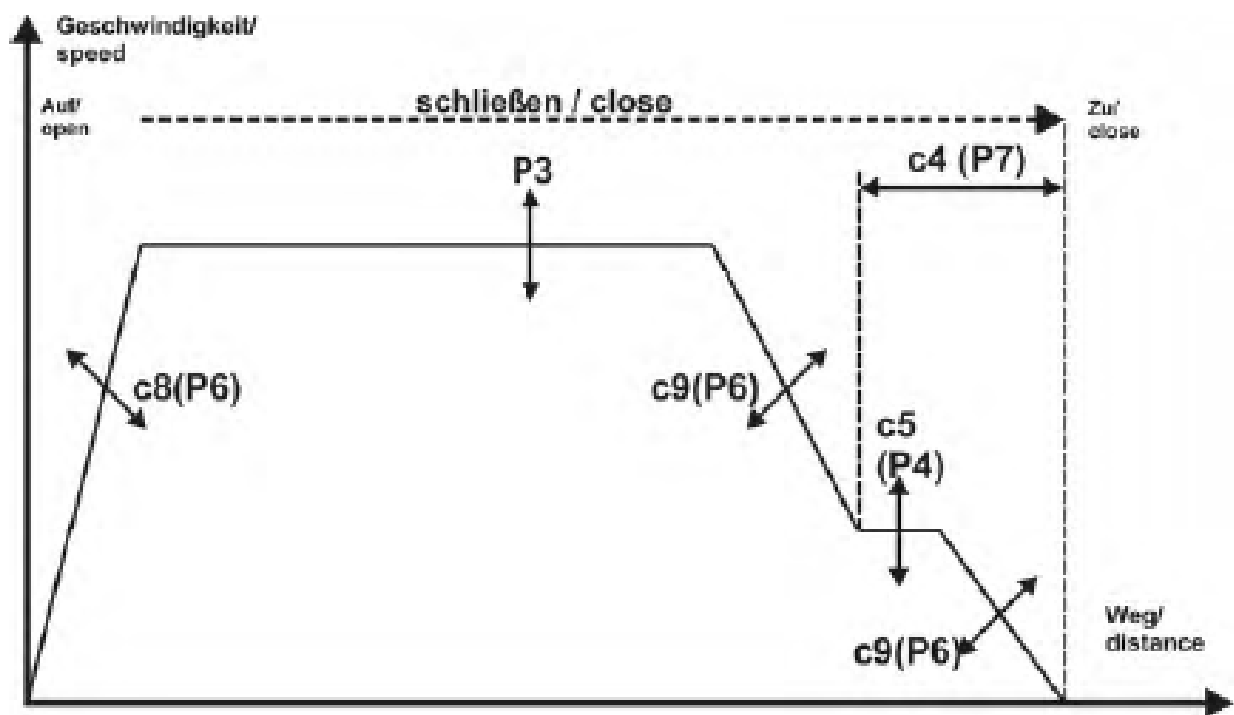 Geschwindigkeit/
speed
Auf/
open
schließen / close
Zu/
close
c4 (P7)
P3
c8(P6)
c9(P6)
c5
(P4)
c9(P6)
Weg/
distance